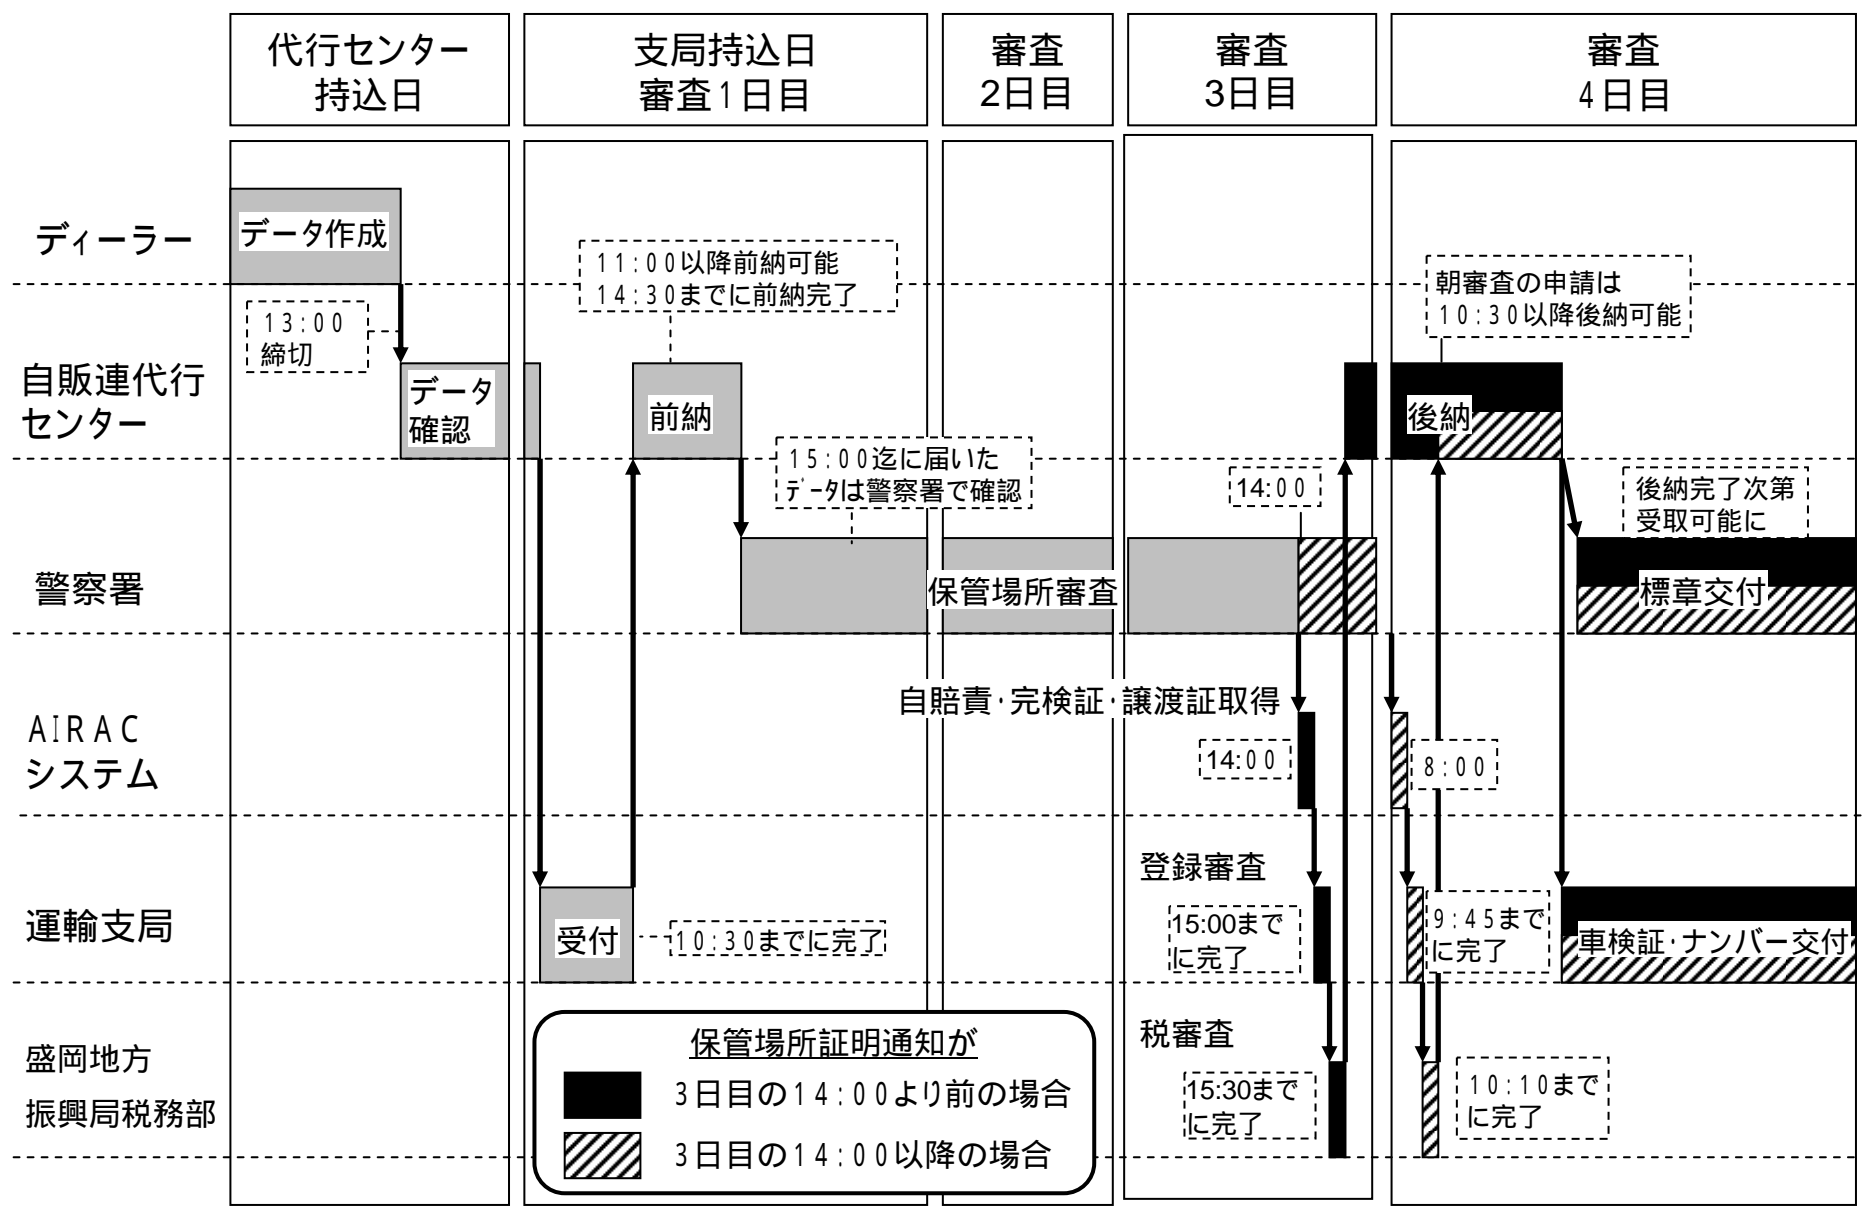 代行センター
持込日
支局持込日
審査1日目
審査
2日目
審査
3日目
審査
4日目
ディーラー
データ作成
11:00以降前納可能
14:30までに前納完了
朝審査の申請は
10:30以降後納可能
13:00
締切
自販連代行
センター
データ
確認
前納
後納
15:00迄に届いた
ﾃﾞｰﾀは警察署で確認
14:00
後納完了次第
受取可能に
警察署
保管場所審査
標章交付
自賠責・完検証・譲渡証取得
AIRAC
システム
14:00
8:00
登録審査
運輸支局
受付
10:30までに完了
15:00まで
に完了
9:45まで
に完了
車検証・ナンバー交付
税審査
盛岡地方
振興局税務部
15:30まで
に完了
10:10まで
に完了
保管場所証明通知が
3日目の14:00より前の場合
3日目の14:00以降の場合